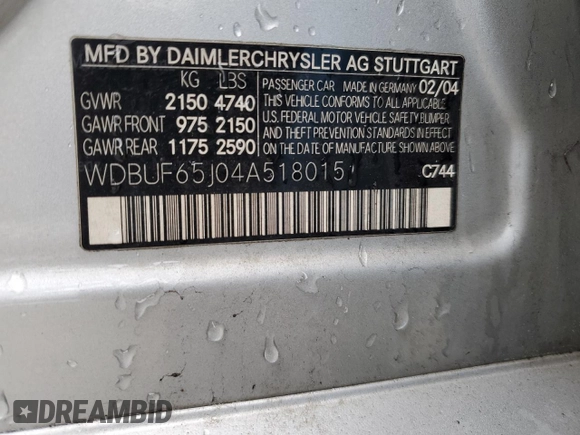 MFD BY DAIMLERCHRYSLER AG STUTTGART
KG LBS
GVWR 2150 4740
GAWR FRONT 975 2150
GAWR REAR 1175 2590
PASSENGER CAR MADE IN GERMANY 02/04
THIS VEHICLE CONFORMS TO ALL APPLICABLE
U.S. FEDERAL MOTOR VEHICLE SAFETY, BUMPER
AND THEFT PREVENTION STANDARDS IN EFFECT
ON THE DATE OF MANUFACTURE SHOWN ABOVE.
WDBUF65J04A518015 C744
DREAMBID